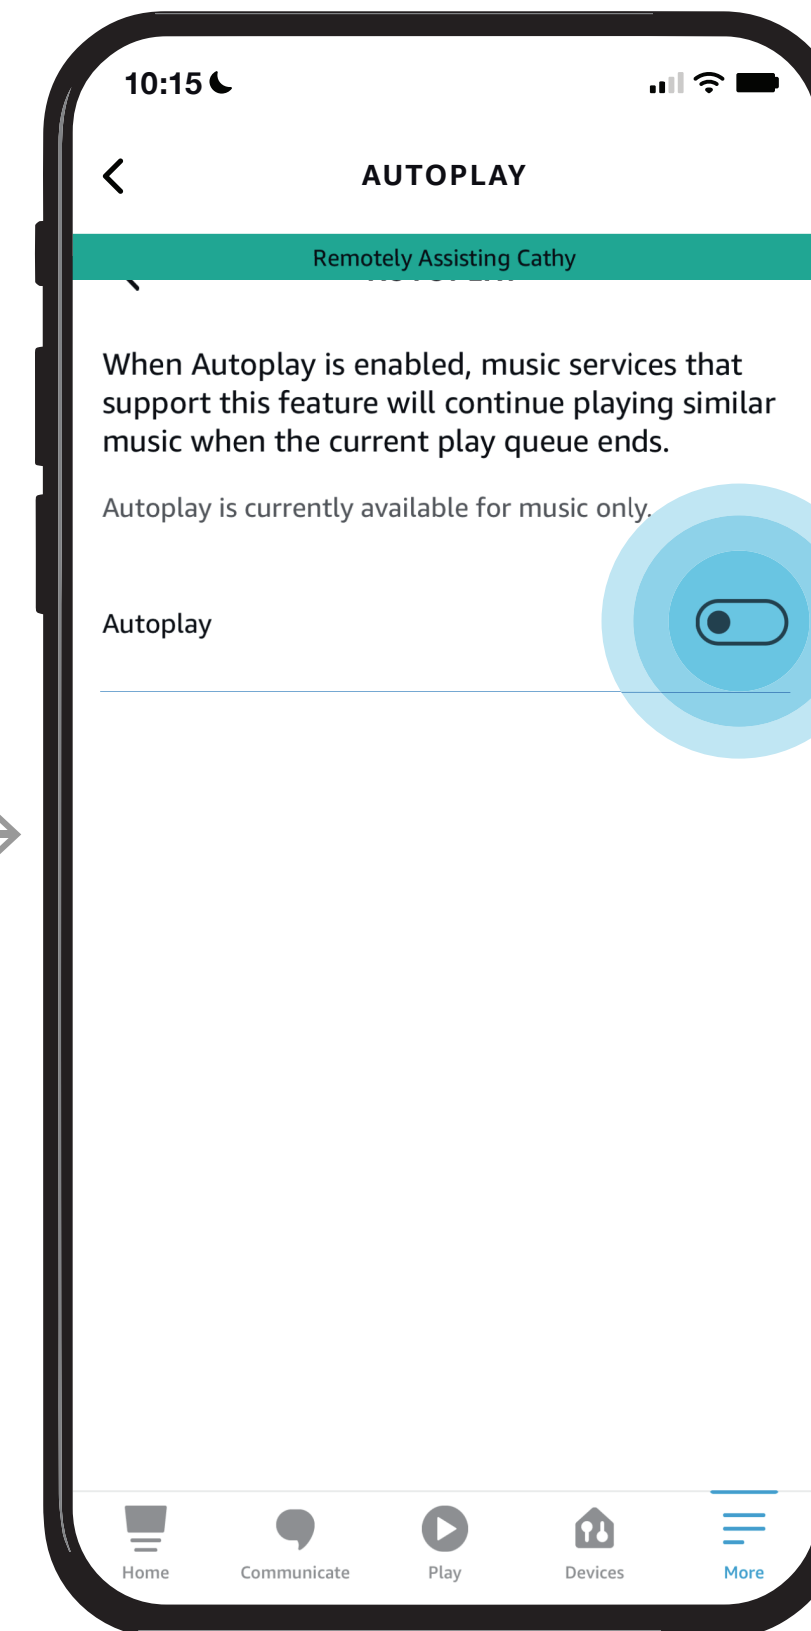 10:15
AUTOPLAY
Remotely Assisting Cathy
When Autoplay is enabled, music services that
support this feature will continue playing similar
music when the current play queue ends.
Autoplay is currently available for music only.
Autoplay
Home Communicate Play Devices More